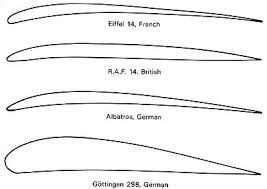 Eiffel 14, French
R.A.F. 14. British
Albatros, German
Göttingen 298, German